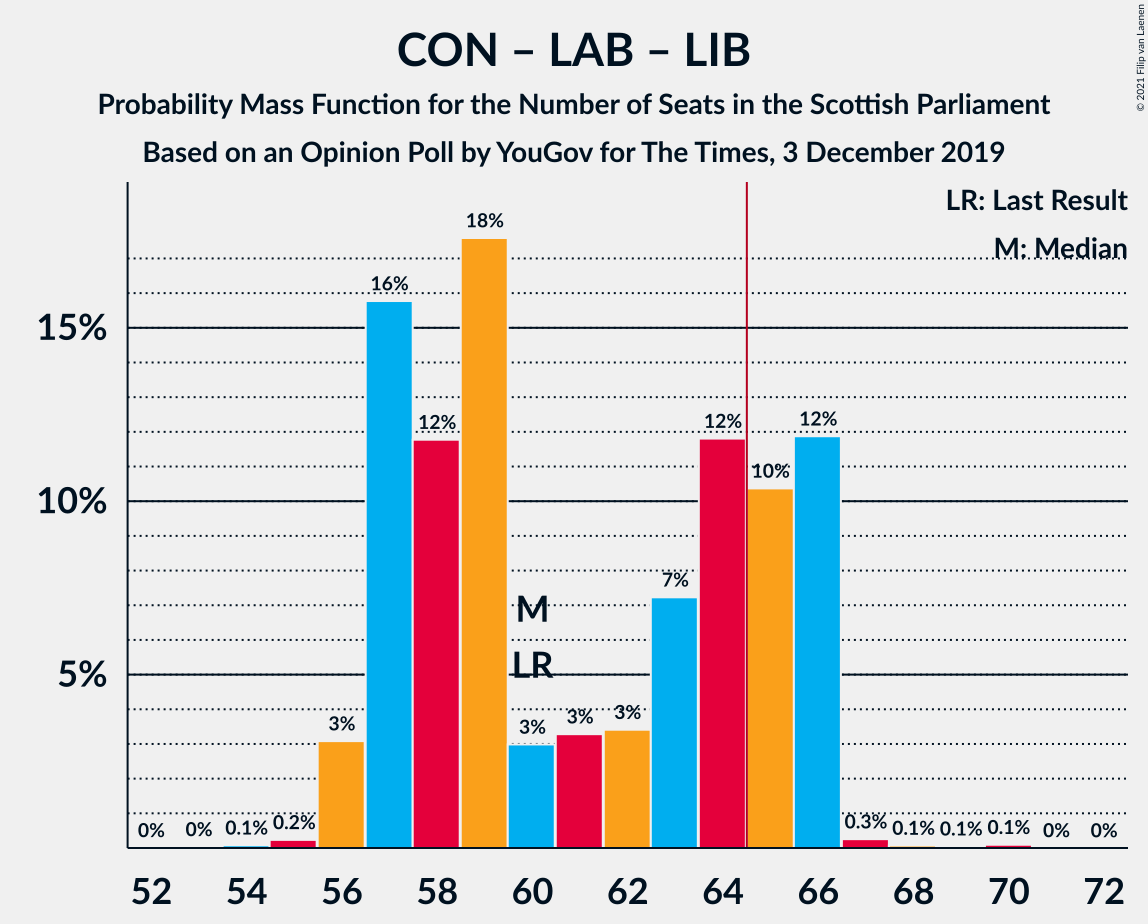 CON – LAB – LIB
Probability Mass Function for the Number of Seats in the Scottish Parliament
Based on an Opinion Poll by YouGov for The Times, 3 December 2019
© 2021 Filip van Laenen
LR: Last Result
M: Median
15%
10%
5%
0%
0%
0.1%
0.2%
3%
16%
12%
18%
3%
3%
3%
7%
12%
10%
12%
0.3%
0.1%
0.1%
0.1%
0%
0%
M
LR
52 54 56 58 60 62 64 66 68 70 72